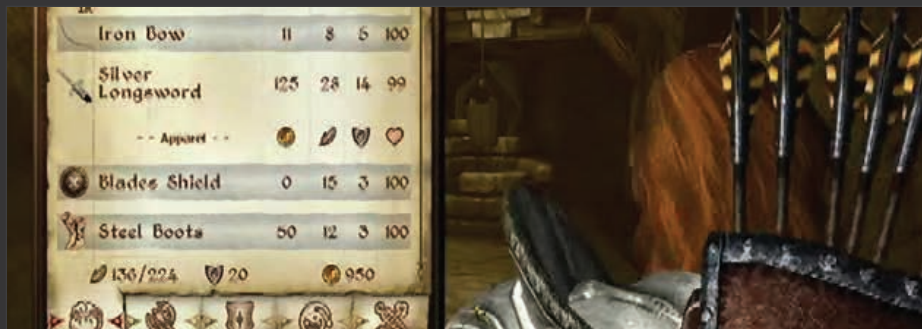 Iron Bow 11 8 5 100
Silver
Longsword 125 28 14 99
-- Apparel --
Blades Shield 0 15 3 100
Steel Boots 50 12 3 100
136/224 20 950